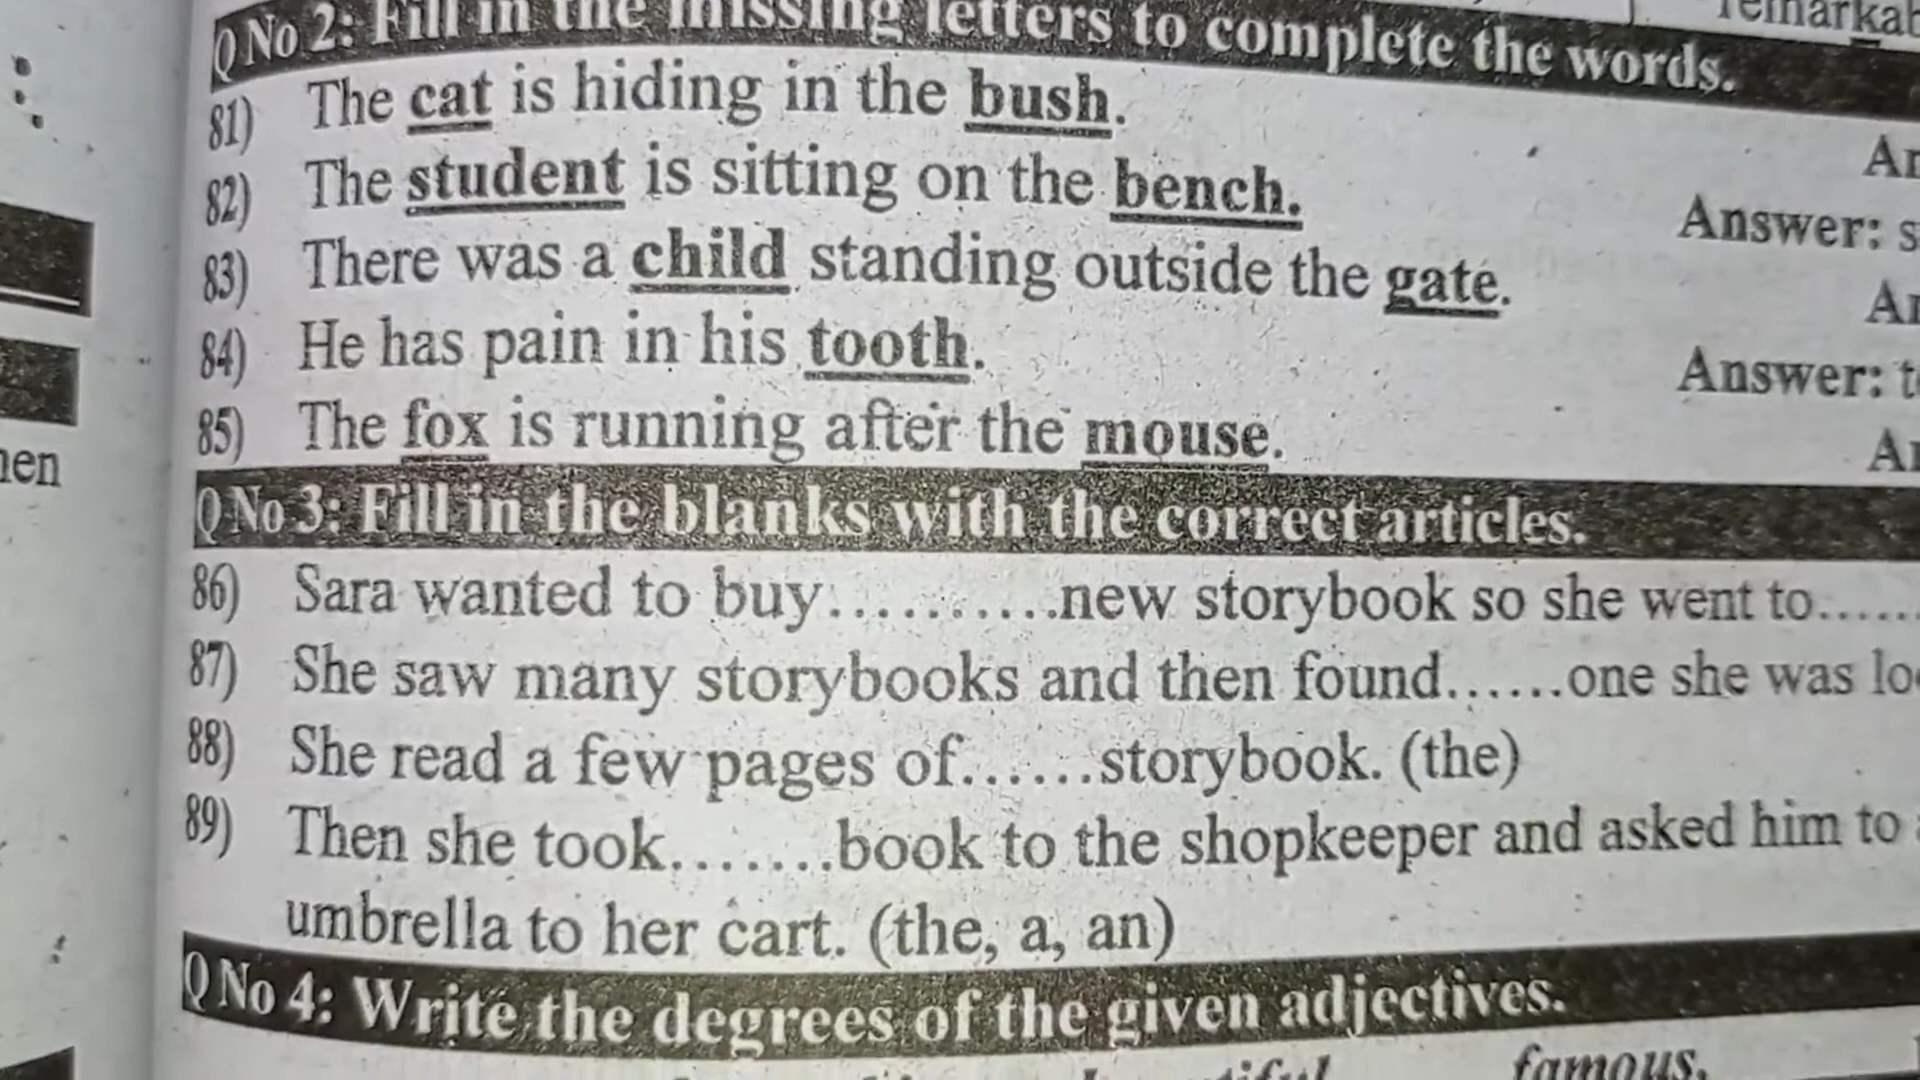 remarkab
Q No 2: Fill in the missing letters to complete the words.
81) The cat is hiding in the bush.
An
82) The student is sitting on the bench.
Answer: s
83) There was a child standing outside the gate.
An
84) He has pain in his tooth.
Answer: t
85) The fox is running after the mouse.
An
Q No 3: Fill in the blanks with the correct articles.
86) Sara wanted to buy..........new storybook so she went to......
87) She saw many storybooks and then found......one she was lo
88) She read a few pages of......storybook. (the)
89) Then she took.......book to the shopkeeper and asked him to
umbrella to her cart. (the, a, an)
Q No 4: Write the degrees of the given adjectives.
famous,